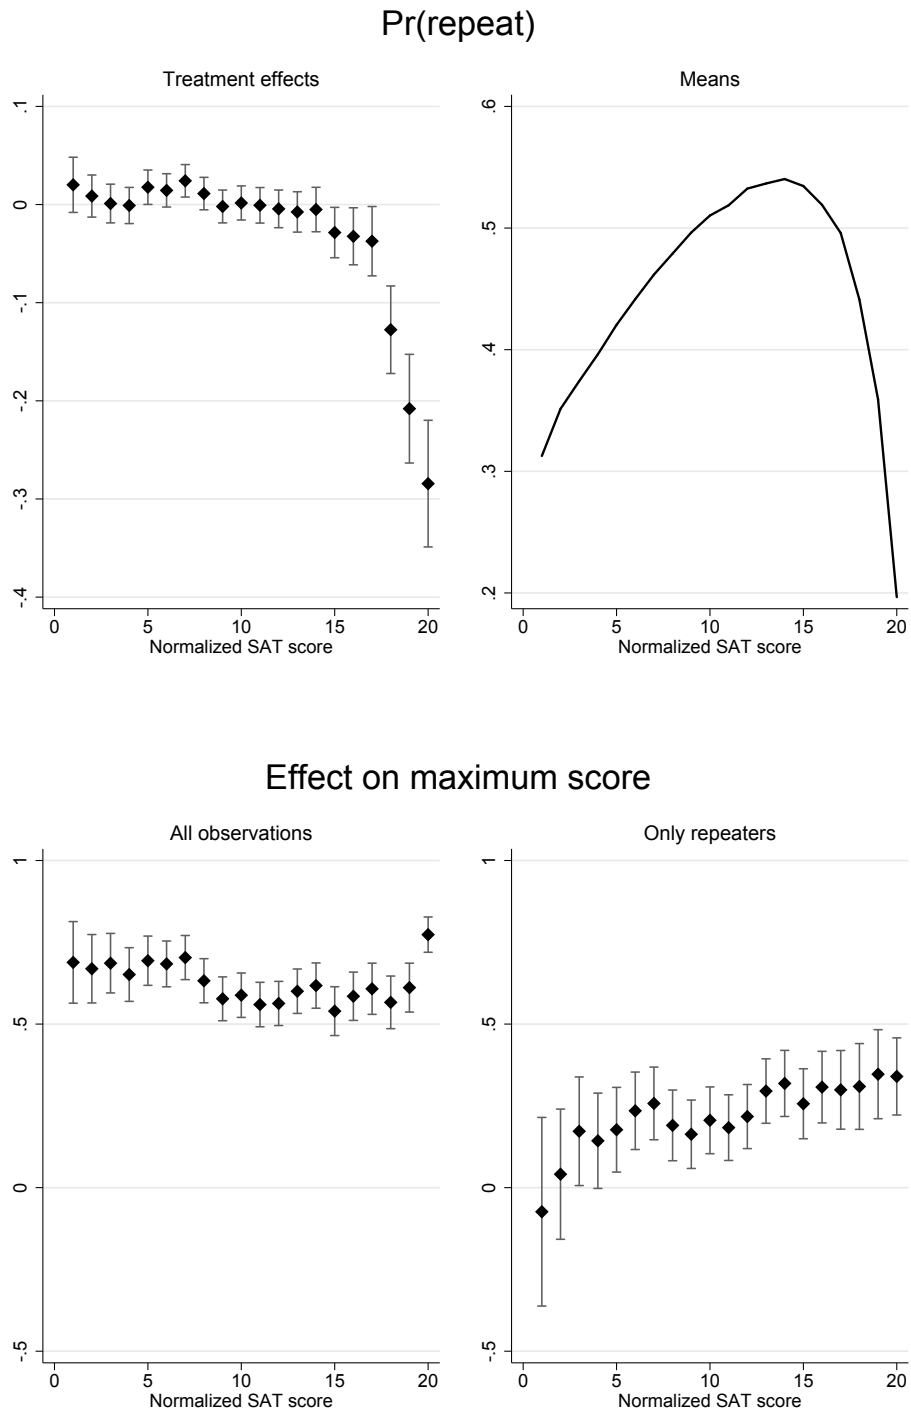 Pr(repeat)
Treatment effects
.1
0
-.1
-.2
-.3
-.4
0 5 10 15 20
Normalized SAT score
Means
.6
.5
.4
.3
.2
0 5 10 15 20
Normalized SAT score
Effect on maximum score
All observations
1
.5
0
-.5
0 5 10 15 20
Normalized SAT score
Only repeaters
1
.5
0
-.5
0 5 10 15 20
Normalized SAT score